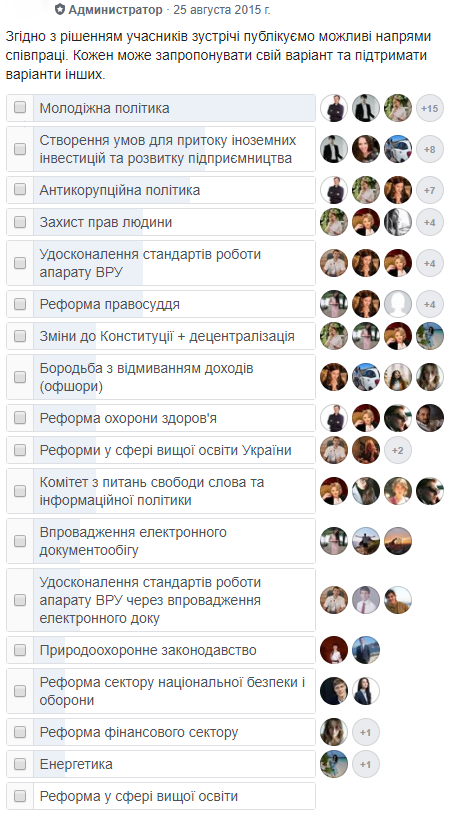 Администратор · 25 августа 2015 г.
Згідно з рішенням учасників зустрічі публікуємо можливі напрями
співпраці. Кожен може запропонувати свій варіант та підтримати
варіанти інших.
Молодіжна політика +15
Створення умов для притоку іноземних
інвестицій та розвитку підприємництва +8
Антикорупційна політика +7
Захист прав людини +4
Удосконалення стандартів роботи
апарату ВРУ +4
Реформа правосуддя +4
Зміни до Конституції + децентралізація
Бородьба з відмиванням доходів
(офшори)
Реформа охорони здоров'я
Реформи у сфері вищої освіти України +2
Комітет з питань свободи слова та
інформаційної політики
Впровадження електронного
документообігу
Удосконалення стандартів роботи
апарату ВРУ через впровадження
електронного доку
Природоохоронне законодавство
Реформа сектору національної безпеки і
оборони
Реформа фінансового сектору +1
Енергетика +1
Реформа у сфері вищої освіти